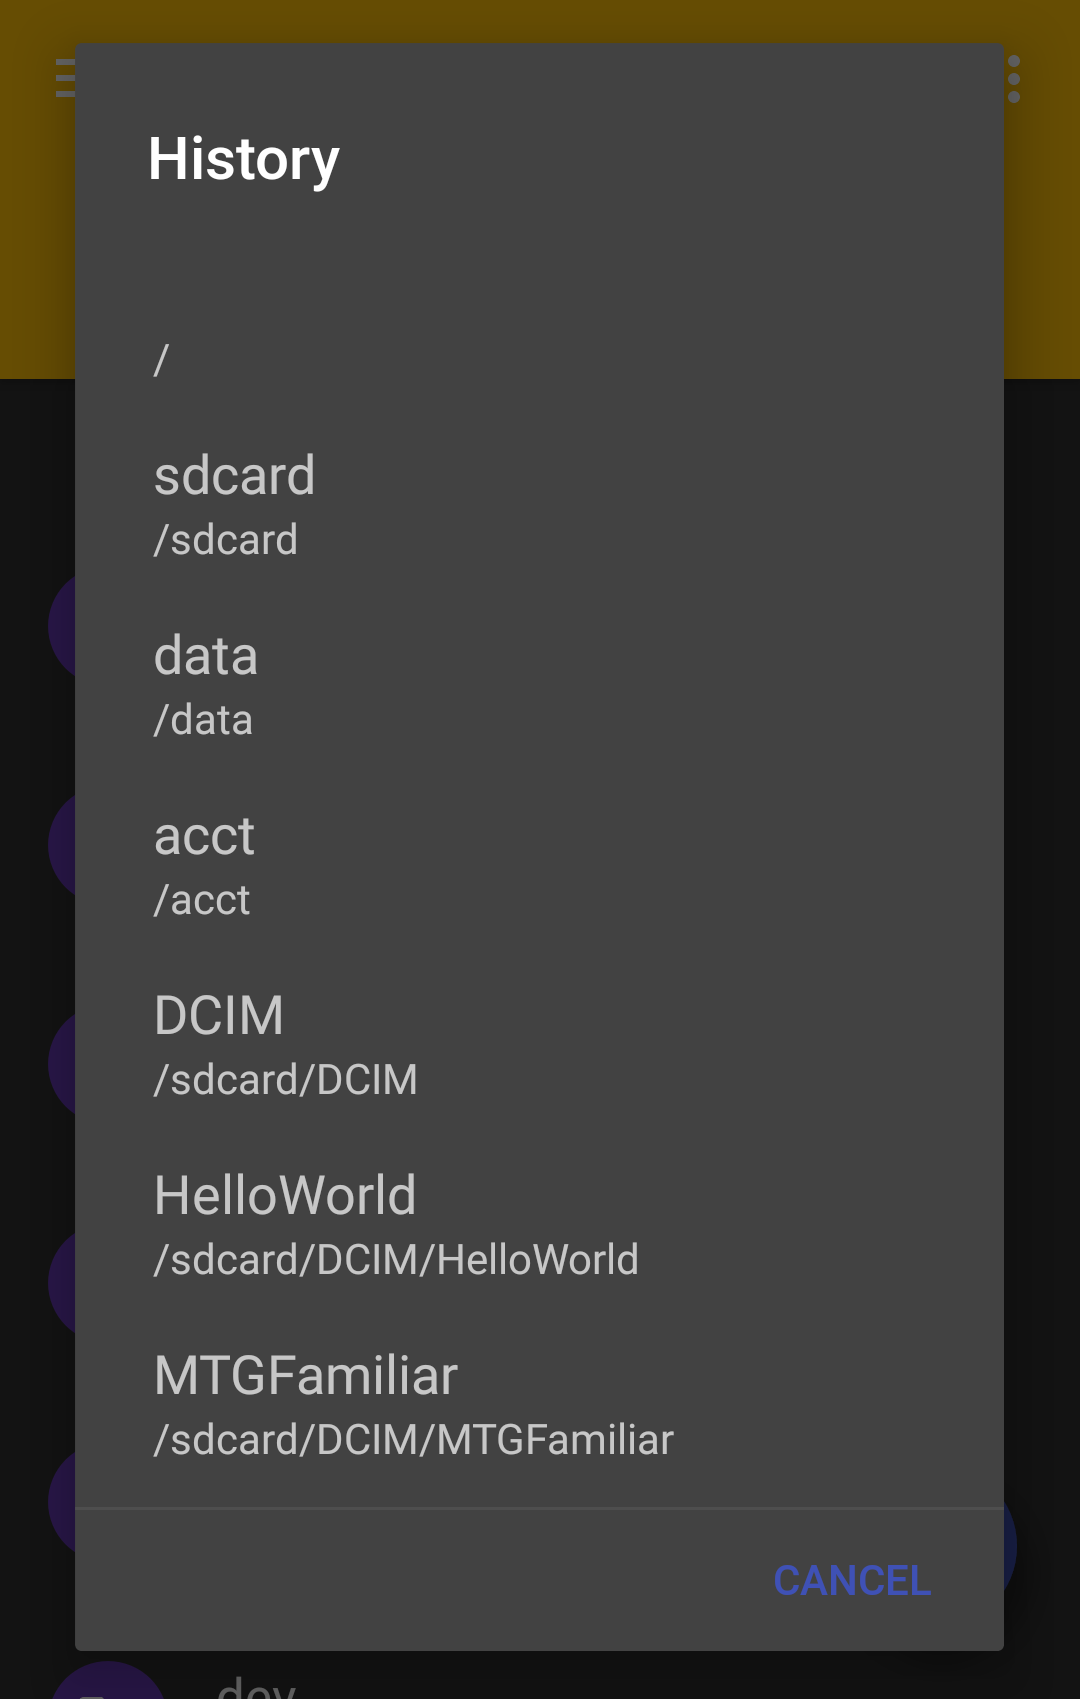 History
/
sdcard
/sdcard
data
/data
acct
/acct
DCIM
/sdcard/DCIM
HelloWorld
/sdcard/DCIM/HelloWorld
MTGFamiliar
/sdcard/DCIM/MTGFamiliar
CANCEL
dev